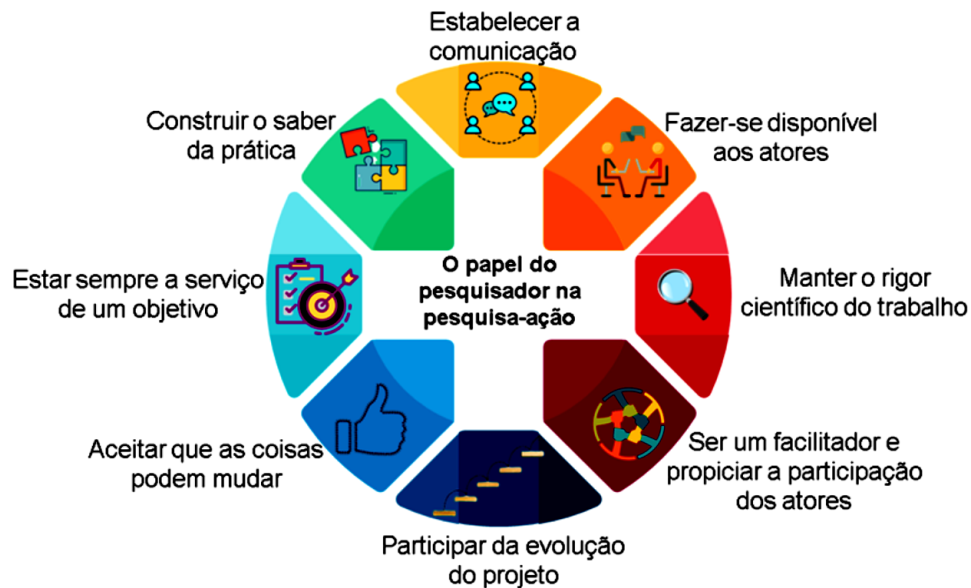 Estabelecer a
comunicação
Fazer-se disponível
aos atores
Manter o rigor
científico do trabalho
Ser um facilitador e
propiciar a participação
dos atores
Participar da evolução
do projeto
Aceitar que as coisas
podem mudar
Estar sempre a serviço
de um objetivo
Construir o saber
da prática
O papel do
pesquisador na
pesquisa-ação